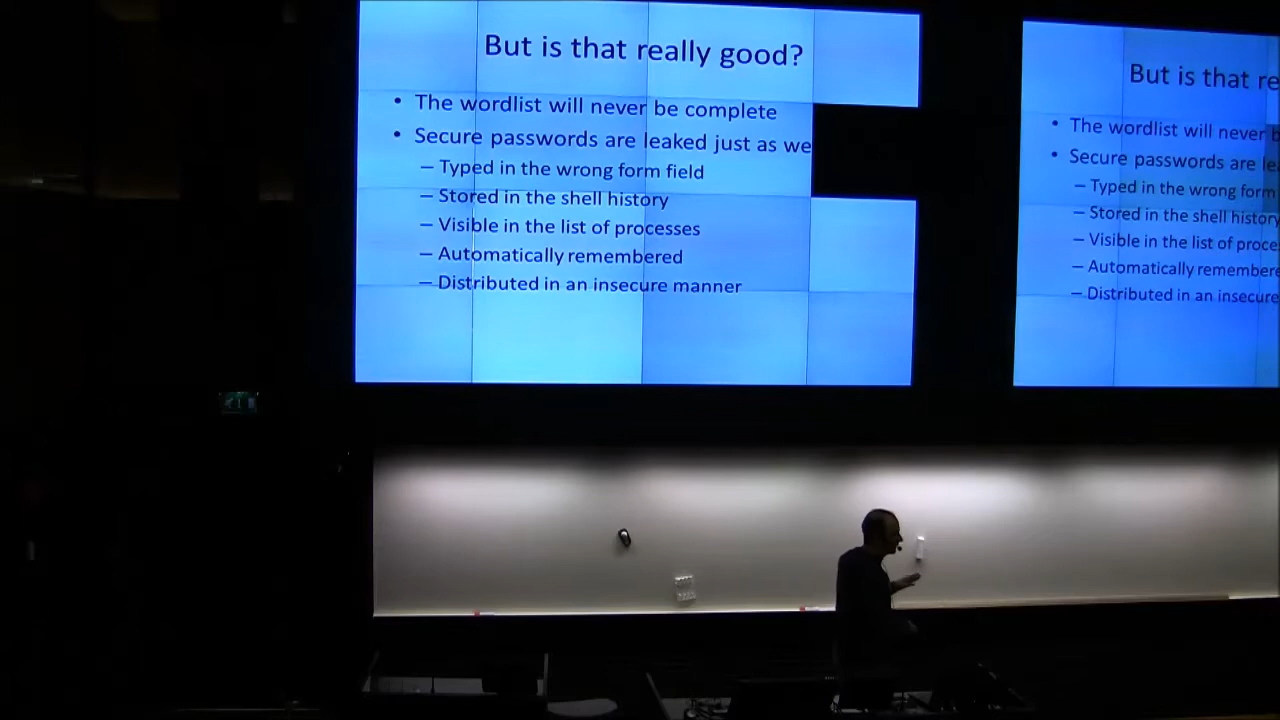 But is that really good?
• The wordlist will never be complete
• Secure passwords are leaked just as we
– Typed in the wrong form field
– Stored in the shell history
– Visible in the list of processes
– Automatically remembered
– Distributed in an insecure manner
But is that re
• The wordlist will never b
• Secure passwords are lea
– Typed in the wrong form
– Stored in the shell history
– Visible in the list of proce
– Automatically remembere
– Distributed in an insecure